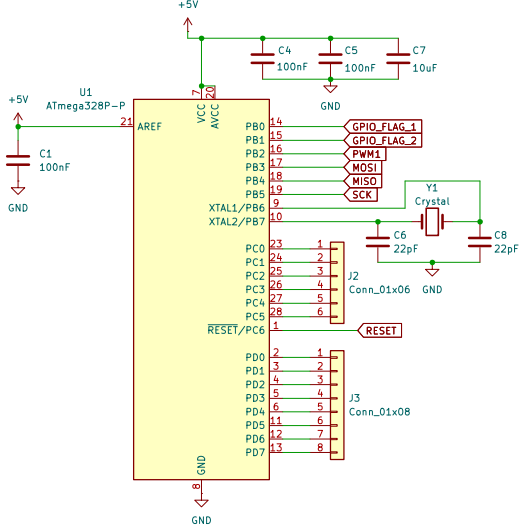 +5V
C4
100nF
C5
100nF
C7
10uF
GND
U1
ATmega328P-P
+5V
C1
100nF
GND
21 AREF
7 VCC
20 AVCC
PB0 14 GPIO_FLAG_1
PB1 15 GPIO_FLAG_2
PB2 16 PWM1
PB3 17 MOSI
PB4 18 MISO
PB5 19 SCK
XTAL1/PB6 9
XTAL2/PB7 10
Y1
Crystal
C6
22pF
C8
22pF
GND
PC0 23 1
PC1 24 2
PC2 25 3
PC3 26 4
PC4 27 5
PC5 28 6
J2
Conn_01x06
RESET/PC6 1 RESET
PD0 2 1
PD1 3 2
PD2 4 3
PD3 5 4
PD4 6 5
PD5 11 6
PD6 12 7
PD7 13 8
J3
Conn_01x08
GND
8
GND